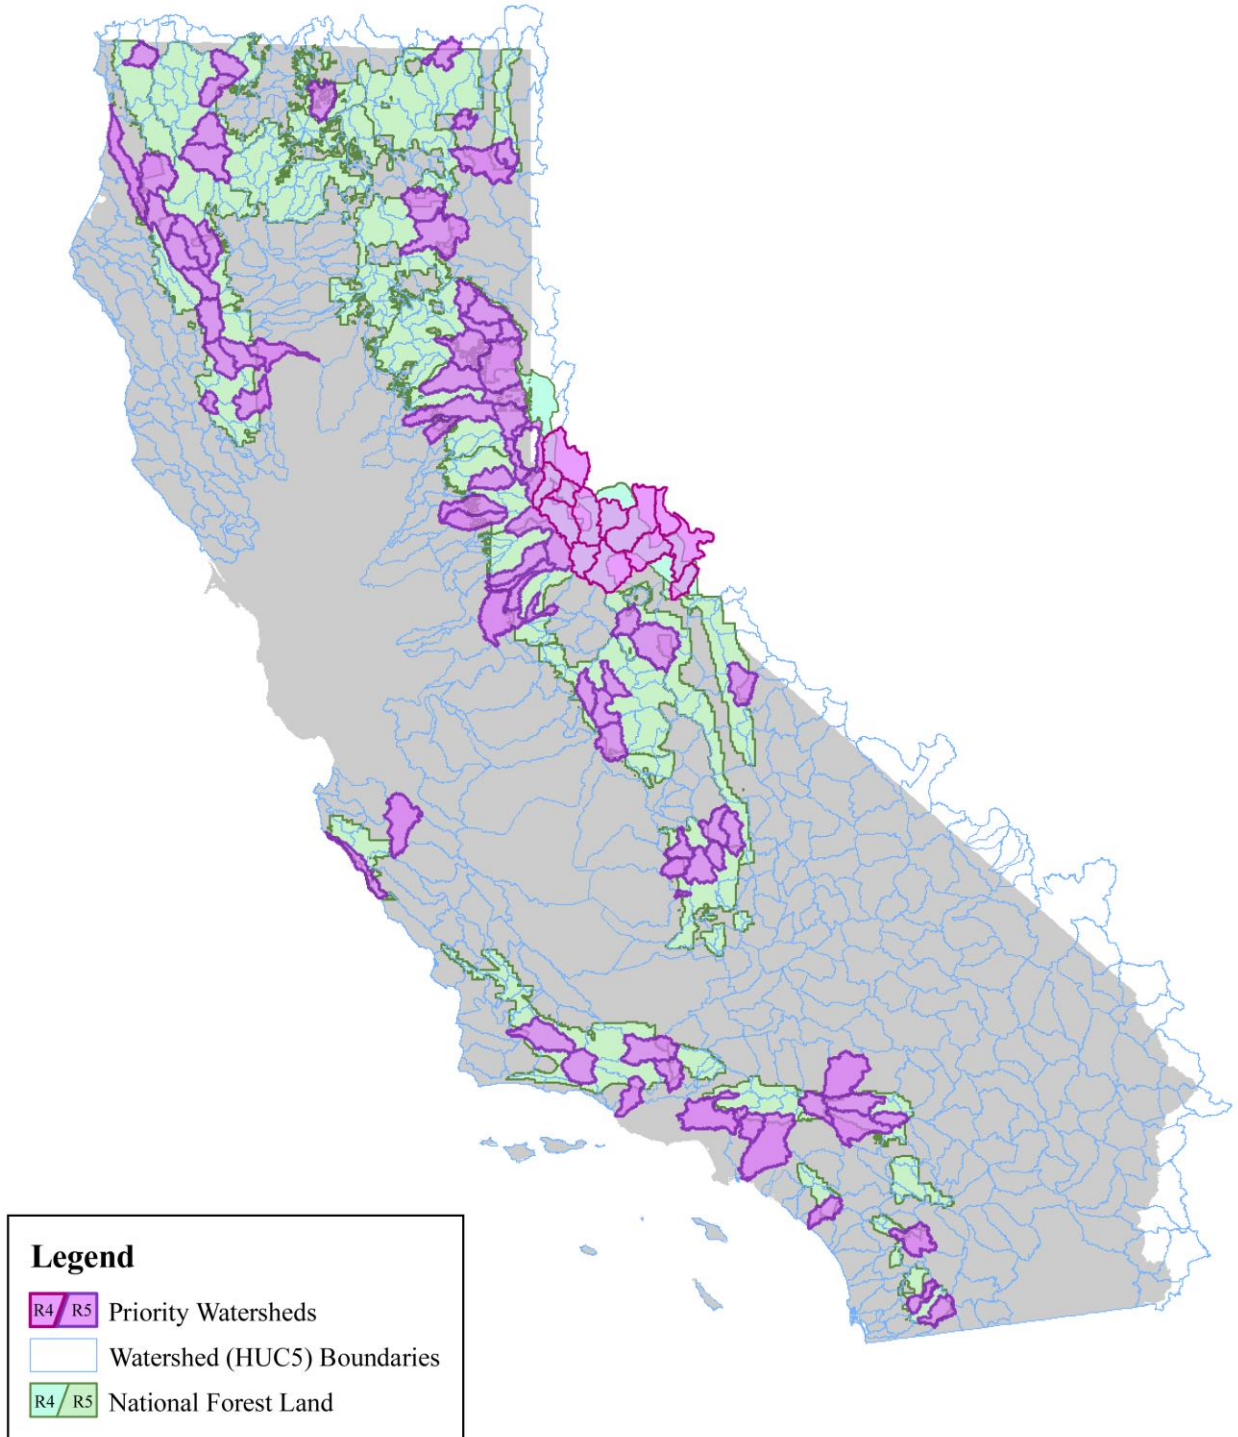 Legend
R4 / R5 Priority Watersheds
Watershed (HUC5) Boundaries
R4 / R5 National Forest Land